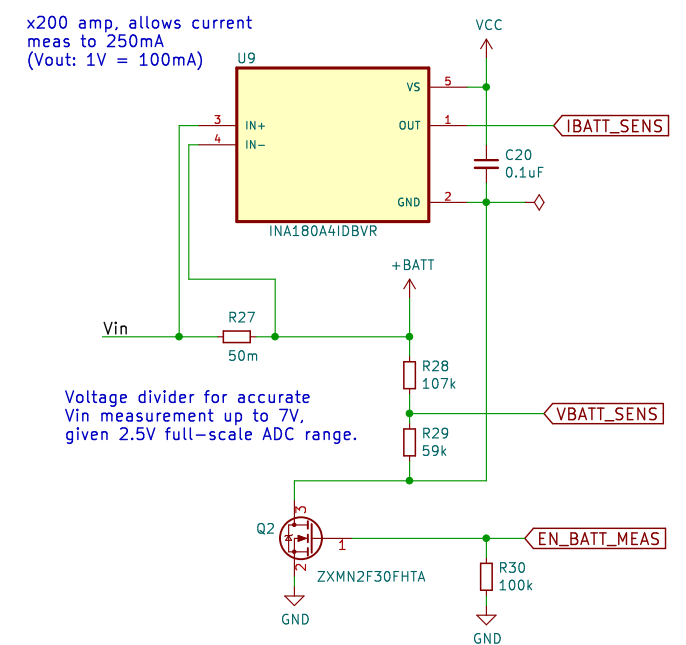 x200 amp, allows current
meas to 250mA
(Vout: 1V = 100mA)
VCC
U9
VS
5
3
IN+
OUT
1
IBATT_SENS
4
IN-
C20
0.1uF
GND
2
INA180A4IDBVR
+BATT
R27
Vin
50m
R28
107k
Voltage divider for accurate
Vin measurement up to 7V,
given 2.5V full-scale ADC range.
VBATT_SENS
R29
59k
3
Q2
1
EN_BATT_MEAS
2
ZXMN2F30FHTA
R30
100k
GND
GND